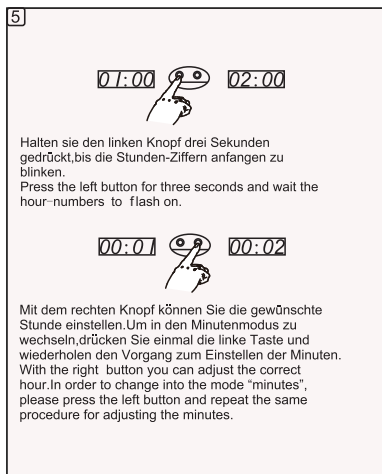 5
01:00 02:00
Halten sie den linken Knopf drei Sekunden
gedrückt,bis die Stunden-Ziffern anfangen zu
blinken.
Press the left button for three seconds and wait the
hour-numbers to flash on.
00:01 00:02
Mit dem rechten Knopf können Sie die gewünschte
Stunde einstellen.Um in den Minutenmodus zu
wechseln,drücken Sie einmal die linke Taste und
wiederholen den Vorgang zum Einstellen der Minuten.
With the right button you can adjust the correct
hour.In order to change into the mode “minutes”,
please press the left button and repeat the same
procedure for adjusting the minutes.